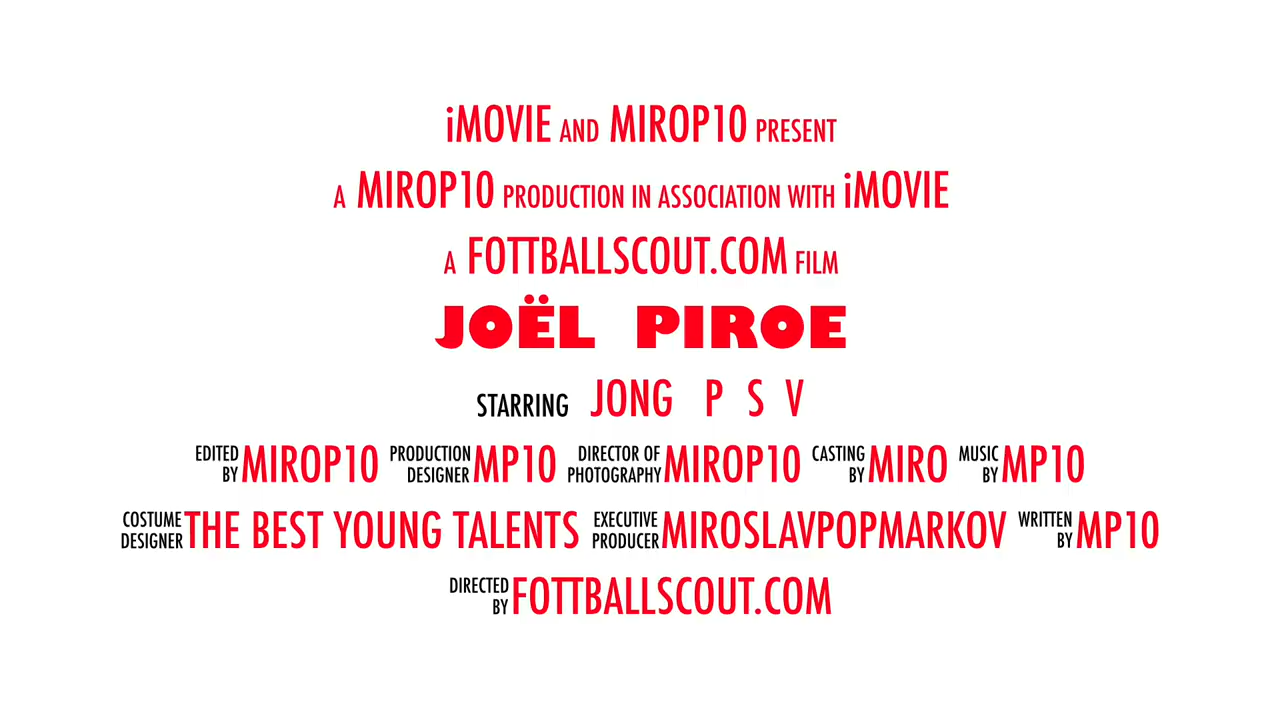 iMOVIE AND MIROP10 PRESENT
A MIROP10 PRODUCTION IN ASSOCIATION WITH iMOVIE
A FOTTBALLSCOUT.COM FILM
JOËL PIROE
STARRING JONG P S V
EDITED BY MIROP10 PRODUCTION DESIGNER MP10 DIRECTOR OF PHOTOGRAPHY MIROP10 CASTING BY MIRO MUSIC BY MP10
COSTUME DESIGNER THE BEST YOUNG TALENTS EXECUTIVE PRODUCER MIROSLAVPOPMARKOV WRITTEN BY MP10
DIRECTED BY FOTTBALLSCOUT.COM